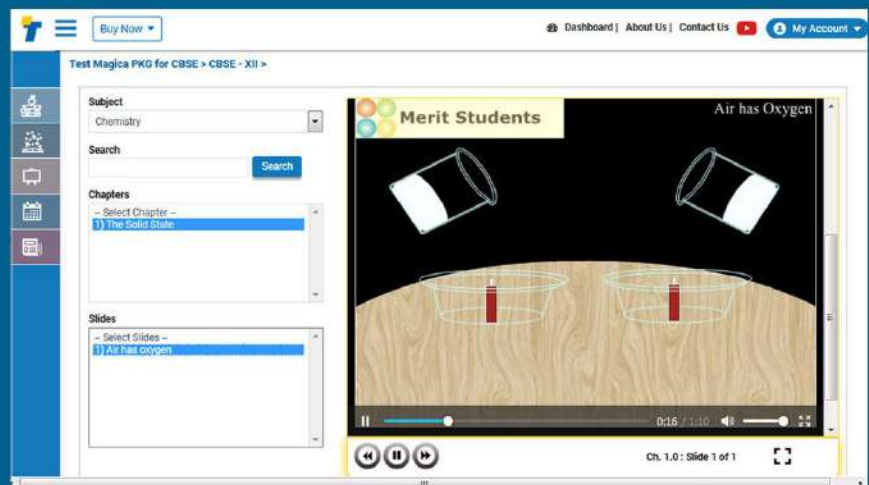 Buy Now
Dashboard | About Us | Contact Us
My Account
Test Magica PKG for CBSE > CBSE - XII >
Subject
Chemistry
Search
Search
Chapters
-- Select Chapter --
1) The Solid State
Slides
-- Select Slides --
1) Air has oxygen
Merit Students
Air has Oxygen
0:16 / 1:10
Ch. 1.0 : Slide 1 of 1